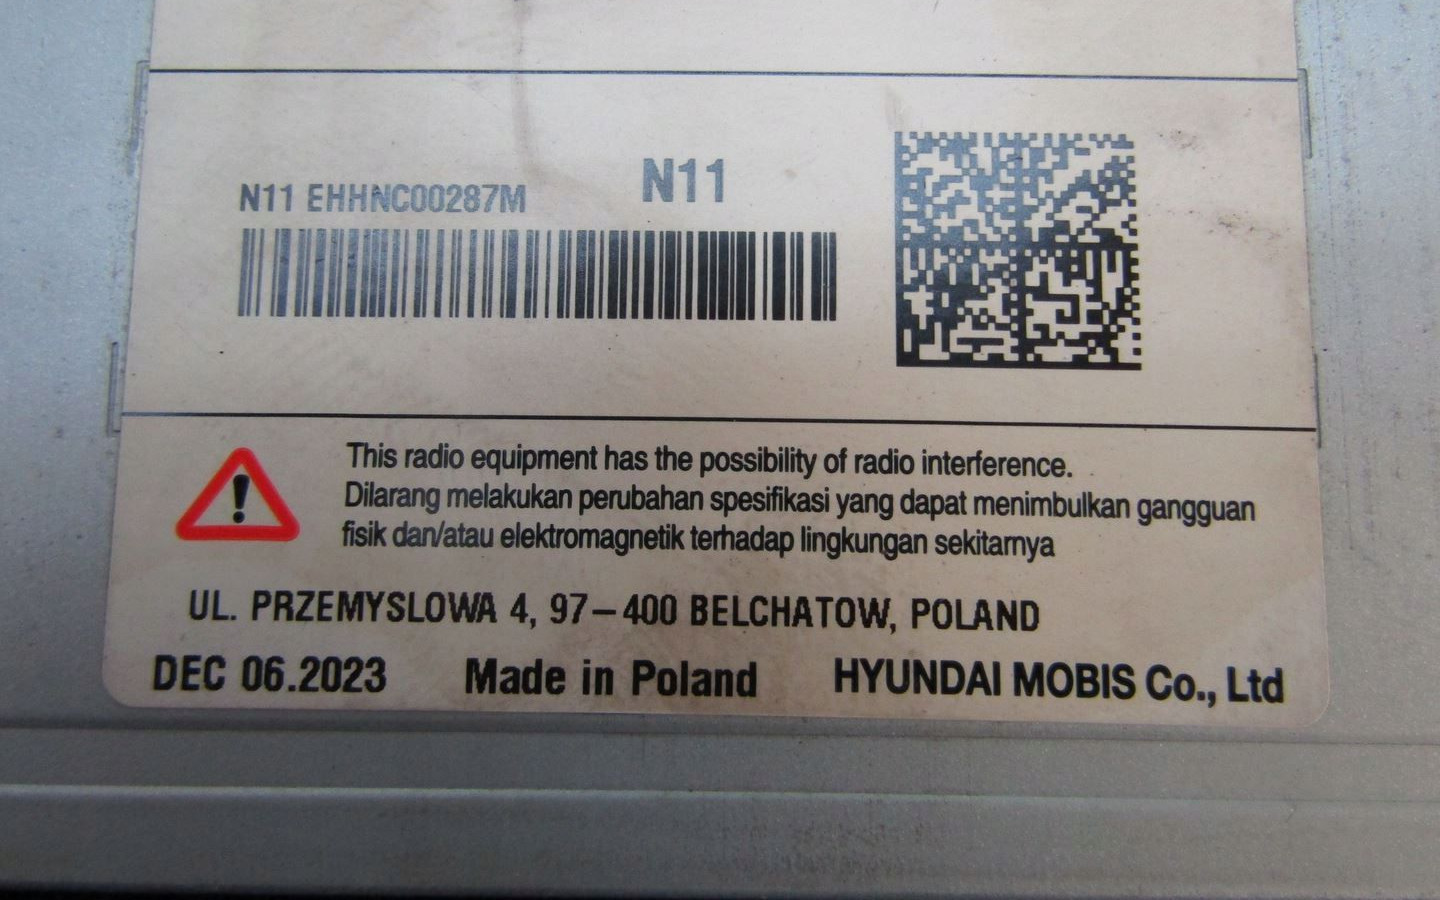 N11 EHHNC00287M
N11
This radio equipment has the possibility of radio interference.
Dilarang melakukan perubahan spesifikasi yang dapat menimbulkan gangguan
fisik dan/atau elektromagnetik terhadap lingkungan sekitarnya
UL. PRZEMYSLOWA 4, 97-400 BELCHATOW, POLAND
DEC 06.2023 Made in Poland HYUNDAI MOBIS Co., Ltd